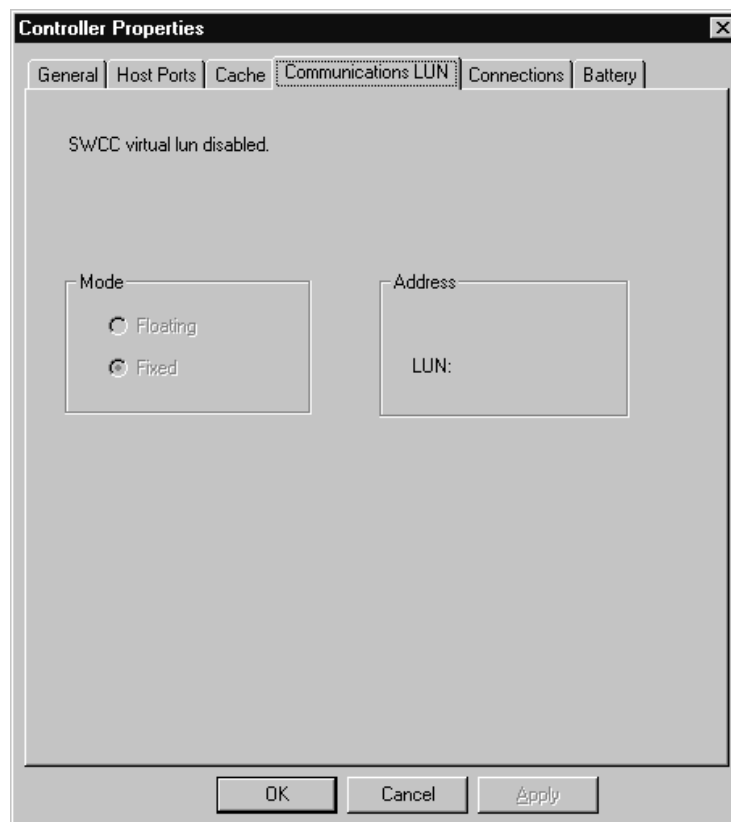 Controller Properties
General Host Ports Cache Communications LUN Connections Battery
SWCC virtual lun disabled.
Mode Address
Floating
Fixed LUN:
OK Cancel Apply